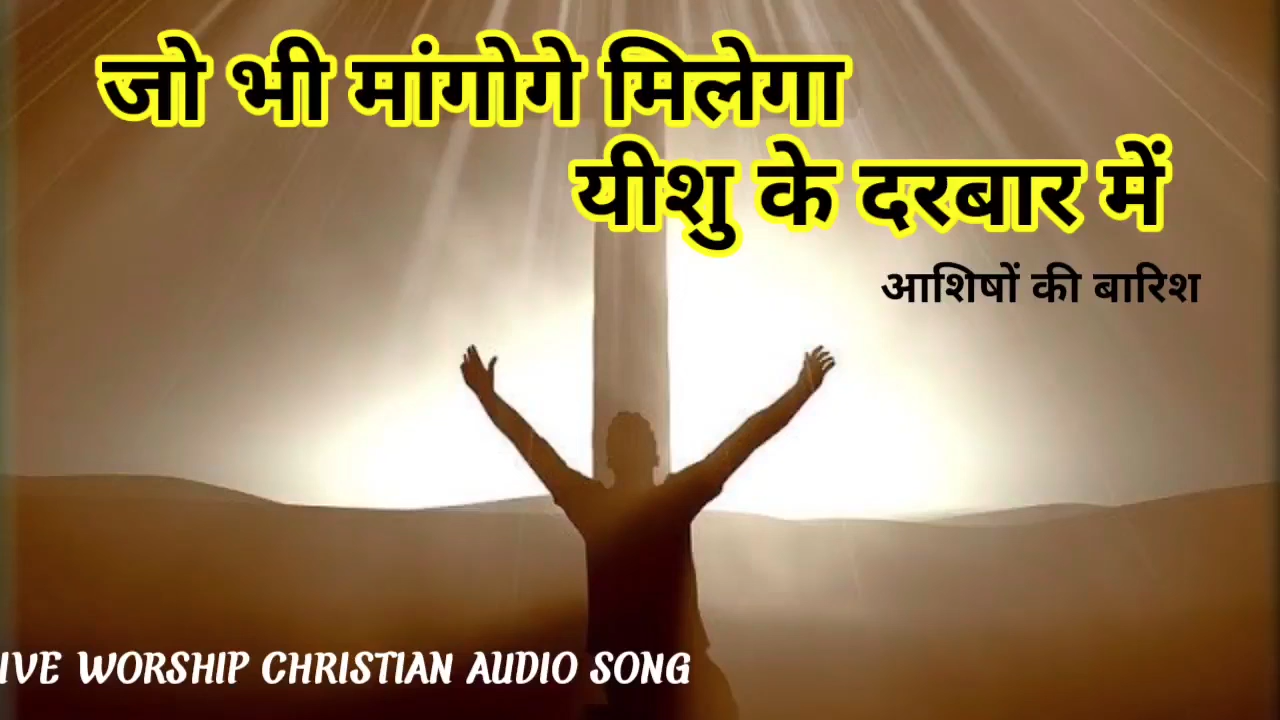 जो भी मांगोगे मिलेगा
यीशु के दरबार में
आशिषों की बारिश
IVE WORSHIP CHRISTIAN AUDIO SONG